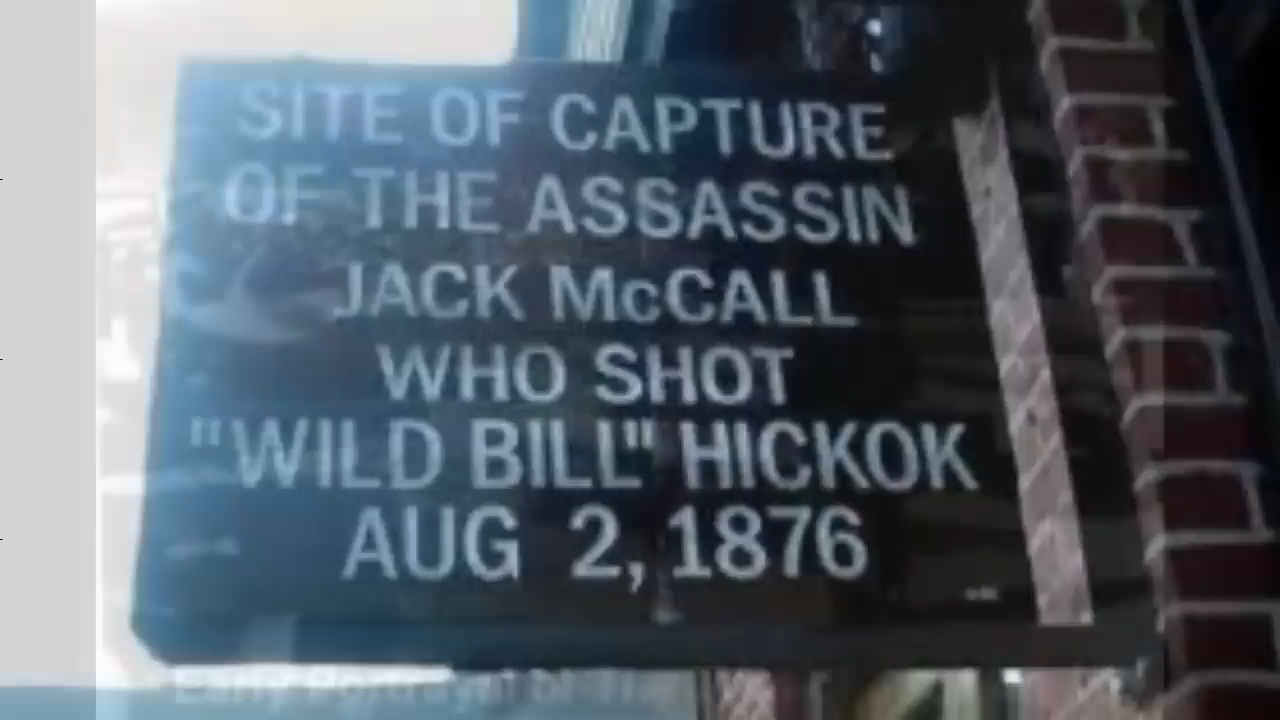 SITE OF CAPTURE
OF THE ASSASSIN
JACK McCALL
WHO SHOT
"WILD BILL" HICKOK
AUG 2, 1876